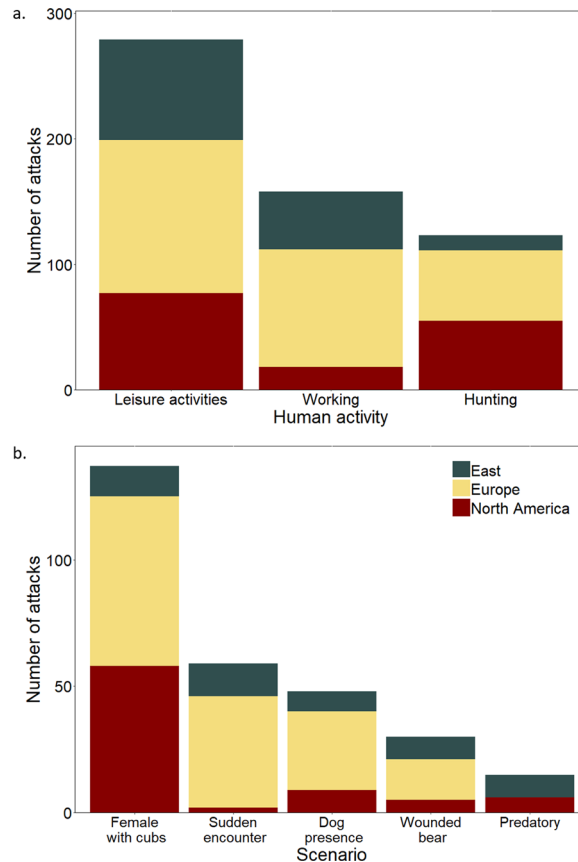 a.
300
200
100
0
Number of attacks
Leisure activities Working Hunting
Human activity
b.
East
Europe
North America
100
50
0
Number of attacks
Female with cubs Sudden encounter Dog presence Wounded bear Predatory
Scenario